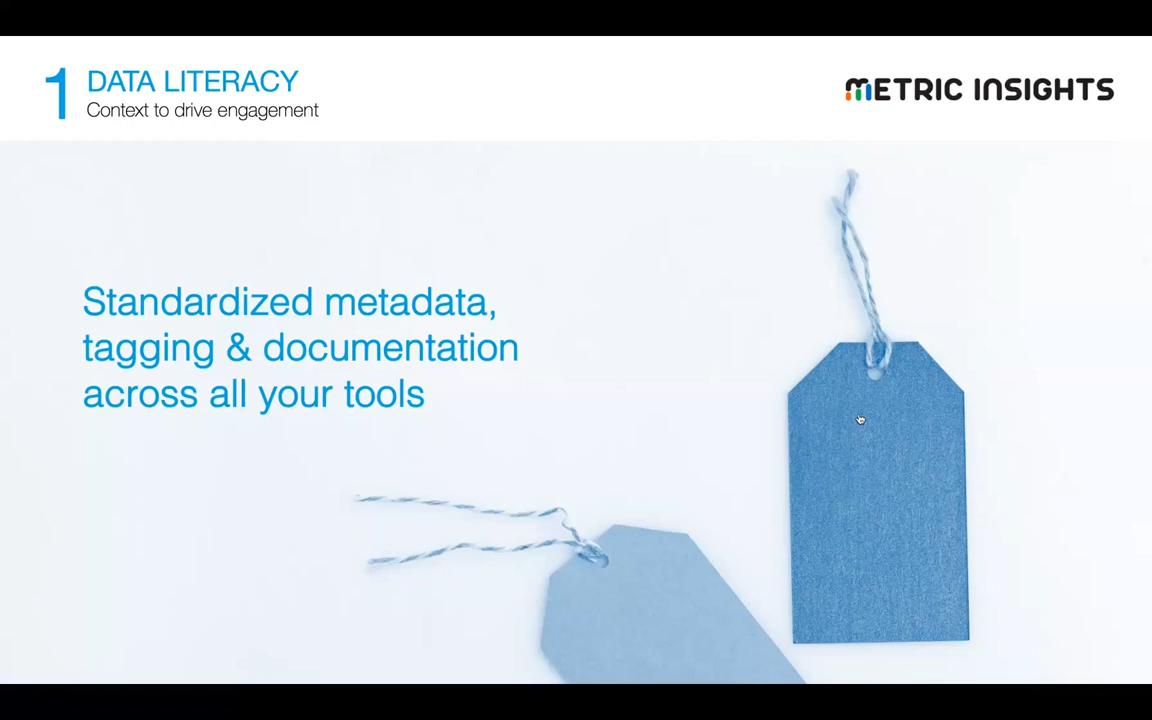 1
DATA LITERACY
Context to drive engagement
METRIC INSIGHTS
Standardized metadata,
tagging & documentation
across all your tools